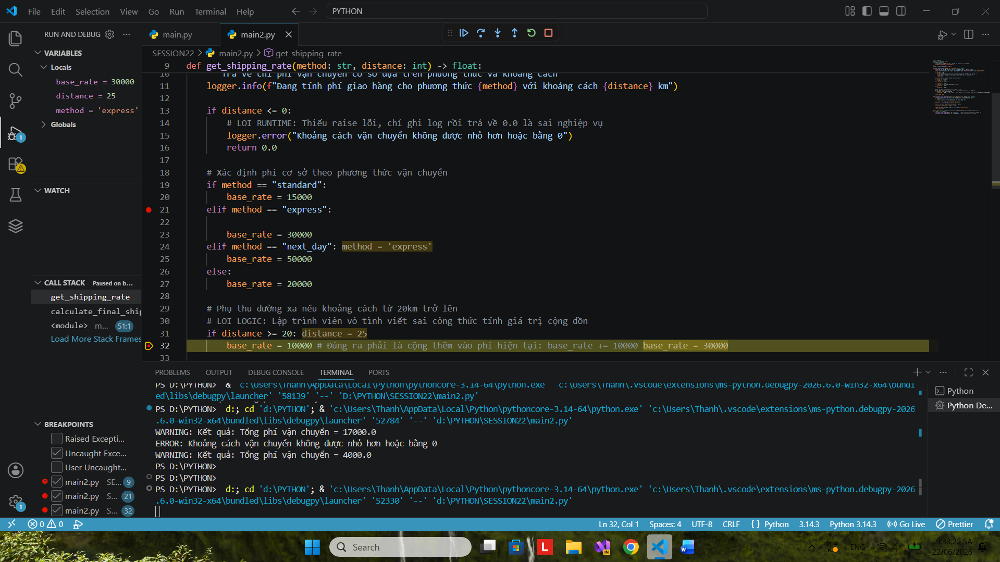 File Edit Selection View Go Run Terminal Help
PYTHON
RUN AND DEBUG
main.py
main2.py
VARIABLES
Locals
base_rate = 30000
distance = 25
method = 'express'
Globals
WATCH
CALL STACK Paused on b...
get_shipping_rate
calculate_final_ship
<module> m... 51:1
Load More Stack Frames
BREAKPOINTS
Raised Excepti...
Uncaught Exce...
User Uncaught...
main2.py SE... 9
main2.py S... 21
main2.py S... 32
SESSION22 > main2.py > get_shipping_rate
9 def get_shipping_rate(method: str, distance: int) -> float:
10 Trả về chi phí vận chuyển cơ sở dựa trên phương thức và khoảng cách
11 logger.info(f"Đang tính phí giao hàng cho phương thức {method} với khoảng cách {distance} km")
12
13 if distance <= 0:
14 # LOI RUNTIME: Thiếu raise lỗi, chỉ ghi log rồi trả về 0.0 là sai nghiệp vụ
15 logger.error("Khoảng cách vận chuyển không được nhỏ hơn hoặc bằng 0")
16 return 0.0
17
18 # Xác định phí cơ sở theo phương thức vận chuyển
19 if method == "standard":
20 base_rate = 15000
21 elif method == "express":
22
23 base_rate = 30000
24 elif method == "next_day": method = 'express'
25 base_rate = 50000
26 else:
27 base_rate = 20000
28
29 # Phụ thu đường xa nếu khoảng cách từ 20km trở lên
30 # LOI LOGIC: Lập trình viên vô tình viết sai công thức tính giá trị cộng dồn
31 if distance >= 20: distance = 25
32 base_rate = 10000 # Đúng ra phải là cộng thêm vào phí hiện tại: base_rate += 10000 base_rate = 30000
33
PROBLEMS OUTPUT DEBUG CONSOLE TERMINAL PORTS
PS D:\PYTHON> & 'c:\Users\Thanh\AppData\Local\Python\pythoncore-3.14-64\python.exe' 'c:\Users\Thanh\.vscode\extensions\ms-python.debugpy-2026.6.0-win32-x64\bundl
ed\libs\debugpy\launcher' '58139' '--' 'D:\PYTHON\SESSION22\main2.py'
PS D:\PYTHON> d:; cd 'd:\PYTHON'; & 'c:\Users\Thanh\AppData\Local\Python\pythoncore-3.14-64\python.exe' 'c:\Users\Thanh\.vscode\extensions\ms-python.debugpy-2026
.6.0-win32-x64\bundled\libs\debugpy\launcher' '52784' '--' 'd:\PYTHON\SESSION22\main2.py'
WARNING: Kết quả: Tổng phí vận chuyển = 17000.0
ERROR: Khoảng cách vận chuyển không được nhỏ hơn hoặc bằng 0
WARNING: Kết quả: Tổng phí vận chuyển = 4000.0
PS D:\PYTHON>
PS D:\PYTHON>
PS D:\PYTHON> d:; cd 'd:\PYTHON'; & 'c:\Users\Thanh\AppData\Local\Python\pythoncore-3.14-64\python.exe' 'c:\Users\Thanh\.vscode\extensions\ms-python.debugpy-2026
.6.0-win32-x64\bundled\libs\debugpy\launcher' '52330' '--' 'd:\PYTHON\SESSION22\main2.py'
Python
Python De...
0 0 Ln 32, Col 1 Spaces: 4 UTF-8 CRLF { } Python 3.14.3 Python 3.14.3 Go Live Prettier
Search
ENG
9:33:25 SA
22/06/2026